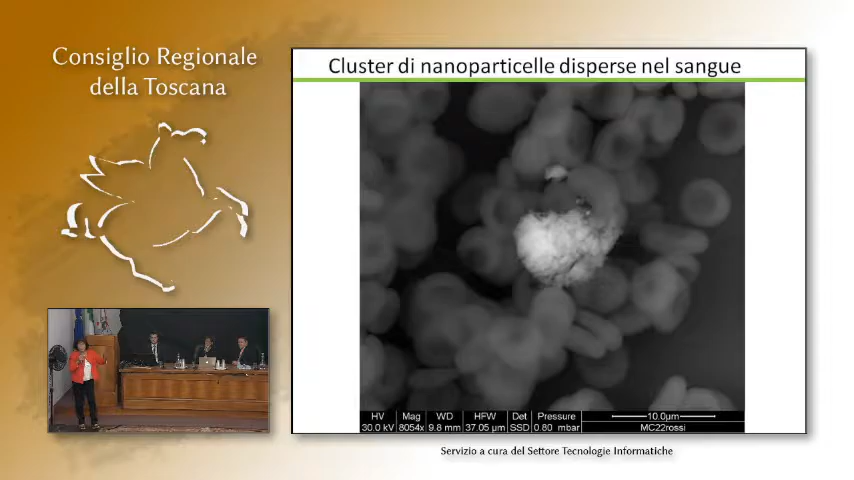 Consiglio Regionale
della Toscana
Cluster di nanoparticelle disperse nel sangue
HV Mag WD HFW Det Pressure 10.0µm
30.0 kV 8054x 9.8 mm 37.05 µm SSD 0.80 mbar MC22rossi
Servizio a cura del Settore Tecnologie Informatiche